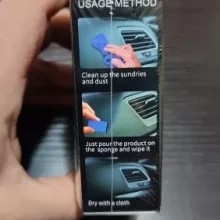 USAGE METHOD
Clean up the sundries
and dust
Just pour the product on
the sponge and wipe it
Dry with a cloth